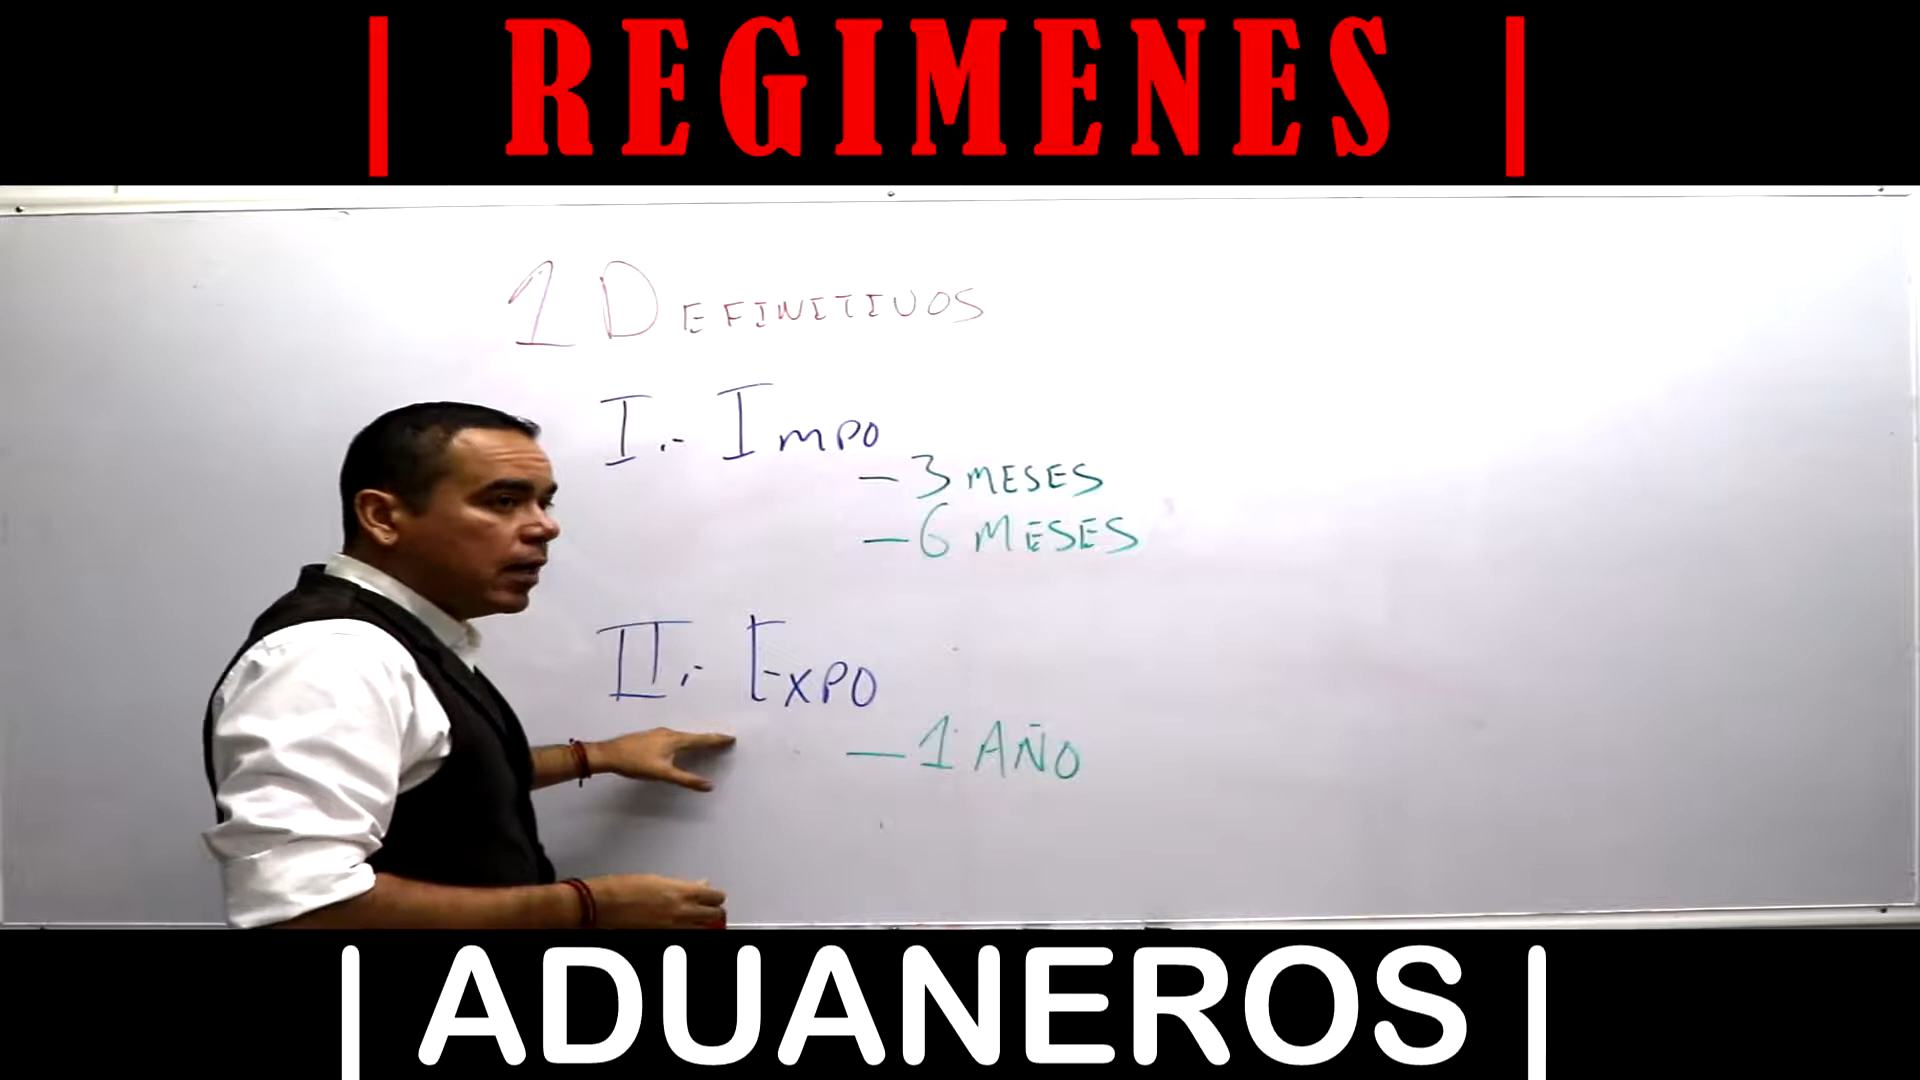 | REGIMENES |
1 DEFINITIVOS
I.- IMPO
- 3 MESES
- 6 MESES
II.- EXPO
- 1 AÑO
| ADUANEROS |